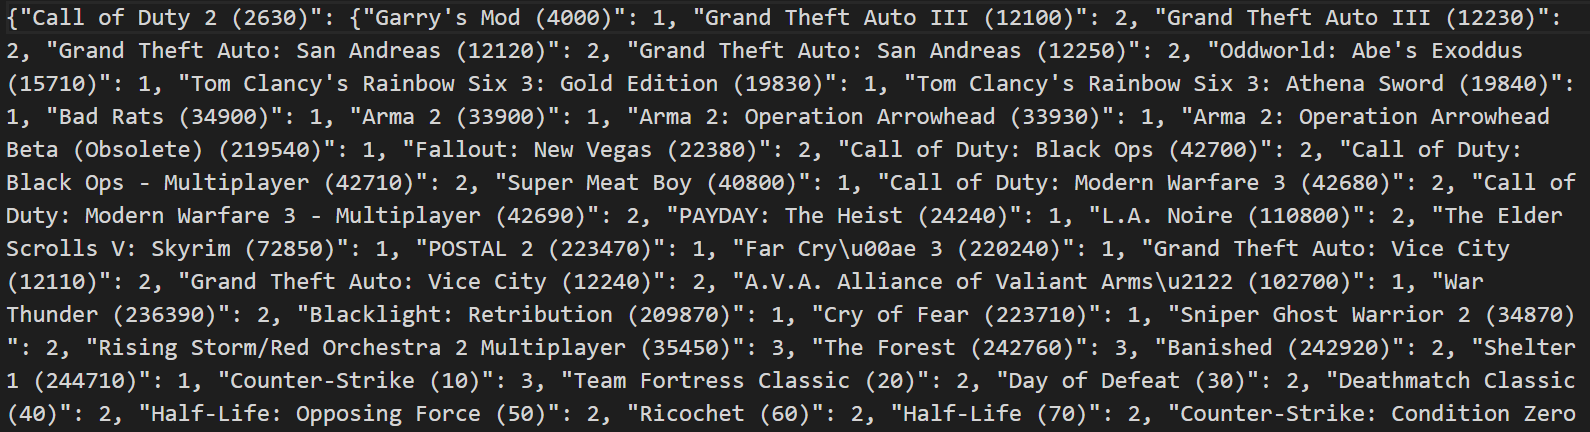 {"Call of Duty 2 (2630)": {"Garry's Mod (4000)": 1, "Grand Theft Auto III (12100)": 2, "Grand Theft Auto III (12230)":
2, "Grand Theft Auto: San Andreas (12120)": 2, "Grand Theft Auto: San Andreas (12250)": 2, "Oddworld: Abe's Exoddus
(15710)": 1, "Tom Clancy's Rainbow Six 3: Gold Edition (19830)": 1, "Tom Clancy's Rainbow Six 3: Athena Sword (19840)":
1, "Bad Rats (34900)": 1, "Arma 2 (33900)": 1, "Arma 2: Operation Arrowhead (33930)": 1, "Arma 2: Operation Arrowhead
Beta (Obsolete) (219540)": 1, "Fallout: New Vegas (22380)": 2, "Call of Duty: Black Ops (42700)": 2, "Call of Duty:
Black Ops - Multiplayer (42710)": 2, "Super Meat Boy (40800)": 1, "Call of Duty: Modern Warfare 3 (42680)": 2, "Call of
Duty: Modern Warfare 3 - Multiplayer (42690)": 2, "PAYDAY: The Heist (24240)": 1, "L.A. Noire (110800)": 2, "The Elder
Scrolls V: Skyrim (72850)": 1, "POSTAL 2 (223470)": 1, "Far Cry\u00ae 3 (220240)": 1, "Grand Theft Auto: Vice City
(12110)": 2, "Grand Theft Auto: Vice City (12240)": 2, "A.V.A. Alliance of Valiant Arms\u2122 (102700)": 1, "War
Thunder (236390)": 2, "Blacklight: Retribution (209870)": 1, "Cry of Fear (223710)": 1, "Sniper Ghost Warrior 2 (34870)
": 2, "Rising Storm/Red Orchestra 2 Multiplayer (35450)": 3, "The Forest (242760)": 3, "Banished (242920)": 2, "Shelter
1 (244710)": 1, "Counter-Strike (10)": 3, "Team Fortress Classic (20)": 2, "Day of Defeat (30)": 2, "Deathmatch Classic
(40)": 2, "Half-Life: Opposing Force (50)": 2, "Ricochet (60)": 2, "Half-Life (70)": 2, "Counter-Strike: Condition Zero